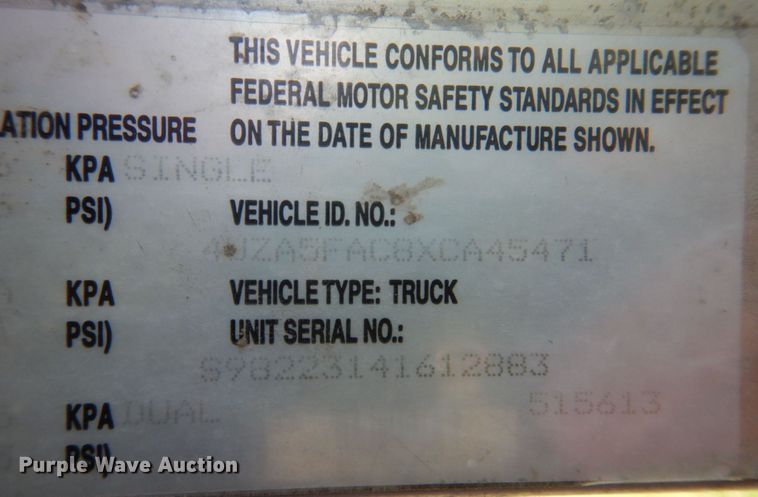 THIS VEHICLE CONFORMS TO ALL APPLICABLE
FEDERAL MOTOR SAFETY STANDARDS IN EFFECT
ATION PRESSURE ON THE DATE OF MANUFACTURE SHOWN.
KPA SINGLE
PSI) VEHICLE ID. NO.:
4UZA5FAC8XCA45471
KPA VEHICLE TYPE: TRUCK
PSI) UNIT SERIAL NO.:
S98223141612883
KPA DUAL 515613
PSI)
Purple Wave Auction